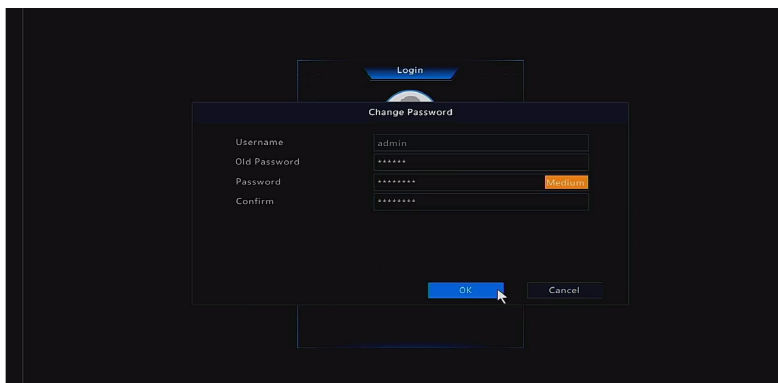 Login
Change Password
Username admin
Old Password ******
Password ******** Medium
Confirm ********
OK Cancel